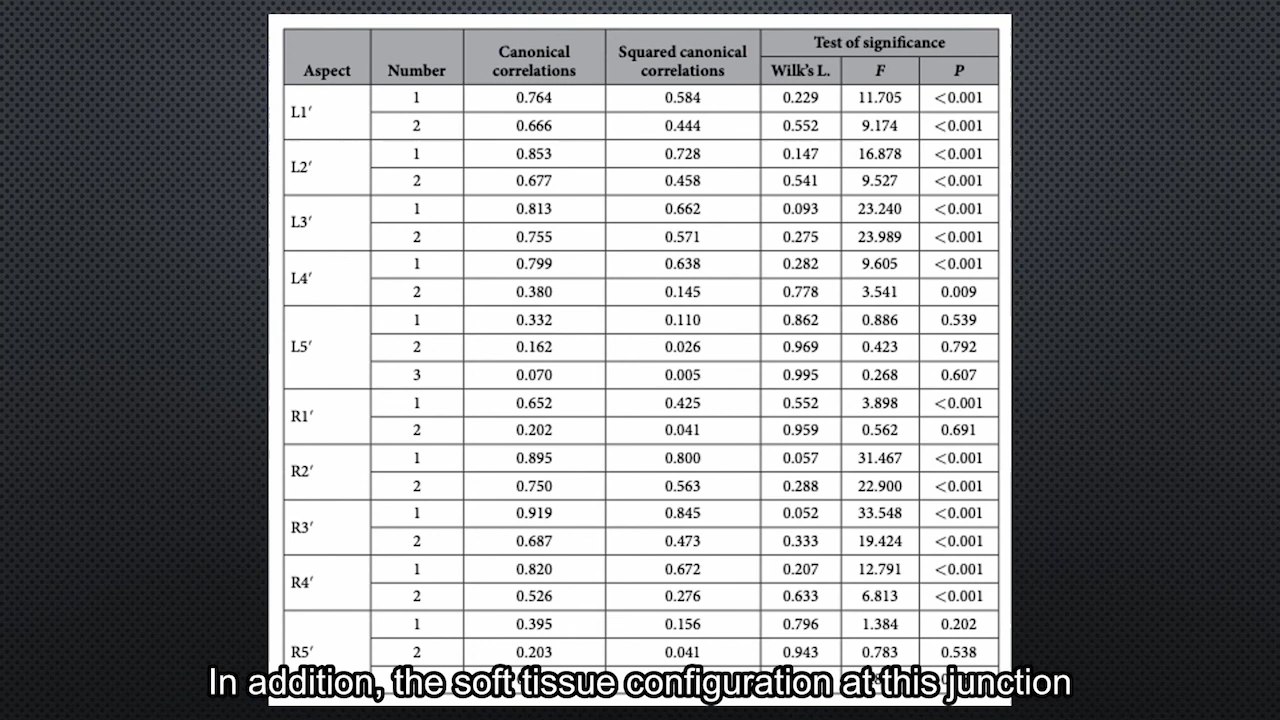 Aspect Number Canonical correlations Squared canonical correlations Test of significance
Wilk's L. F P
L1′ 1 0.764 0.584 0.229 11.705 <0.001
2 0.666 0.444 0.552 9.174 <0.001
L2′ 1 0.853 0.728 0.147 16.878 <0.001
2 0.677 0.458 0.541 9.527 <0.001
L3′ 1 0.813 0.662 0.093 23.240 <0.001
2 0.755 0.571 0.275 23.989 <0.001
L4′ 1 0.799 0.638 0.282 9.605 <0.001
2 0.380 0.145 0.778 3.541 0.009
L5′ 1 0.332 0.110 0.862 0.886 0.539
2 0.162 0.026 0.969 0.423 0.792
3 0.070 0.005 0.995 0.268 0.607
R1′ 1 0.652 0.425 0.552 3.898 <0.001
2 0.202 0.041 0.959 0.562 0.691
R2′ 1 0.895 0.800 0.057 31.467 <0.001
2 0.750 0.563 0.288 22.900 <0.001
R3′ 1 0.919 0.845 0.052 33.548 <0.001
2 0.687 0.473 0.333 19.424 <0.001
R4′ 1 0.820 0.672 0.207 12.791 <0.001
2 0.526 0.276 0.633 6.813 <0.001
R5′ 1 0.395 0.156 0.796 1.384 0.202
2 0.203 0.041 0.943 0.783 0.538
In addition, the soft tissue configuration at this junction